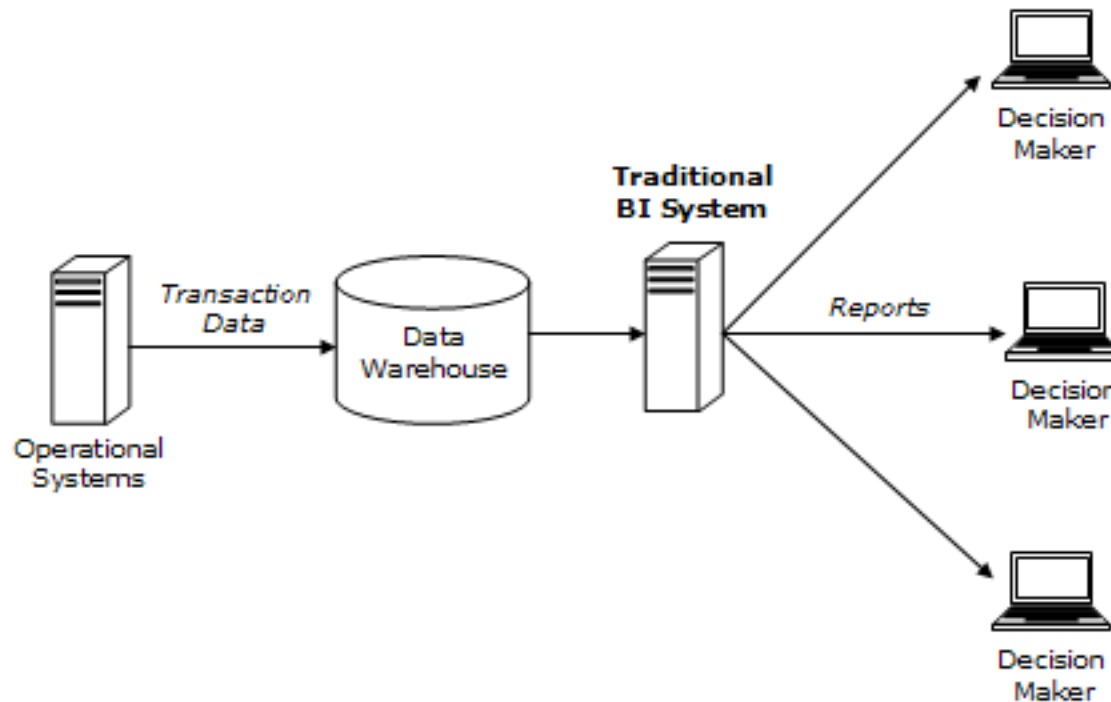 Operational
Systems
Transaction
Data
Data
Warehouse
Traditional
BI System
Reports
Decision
Maker
Decision
Maker
Decision
Maker